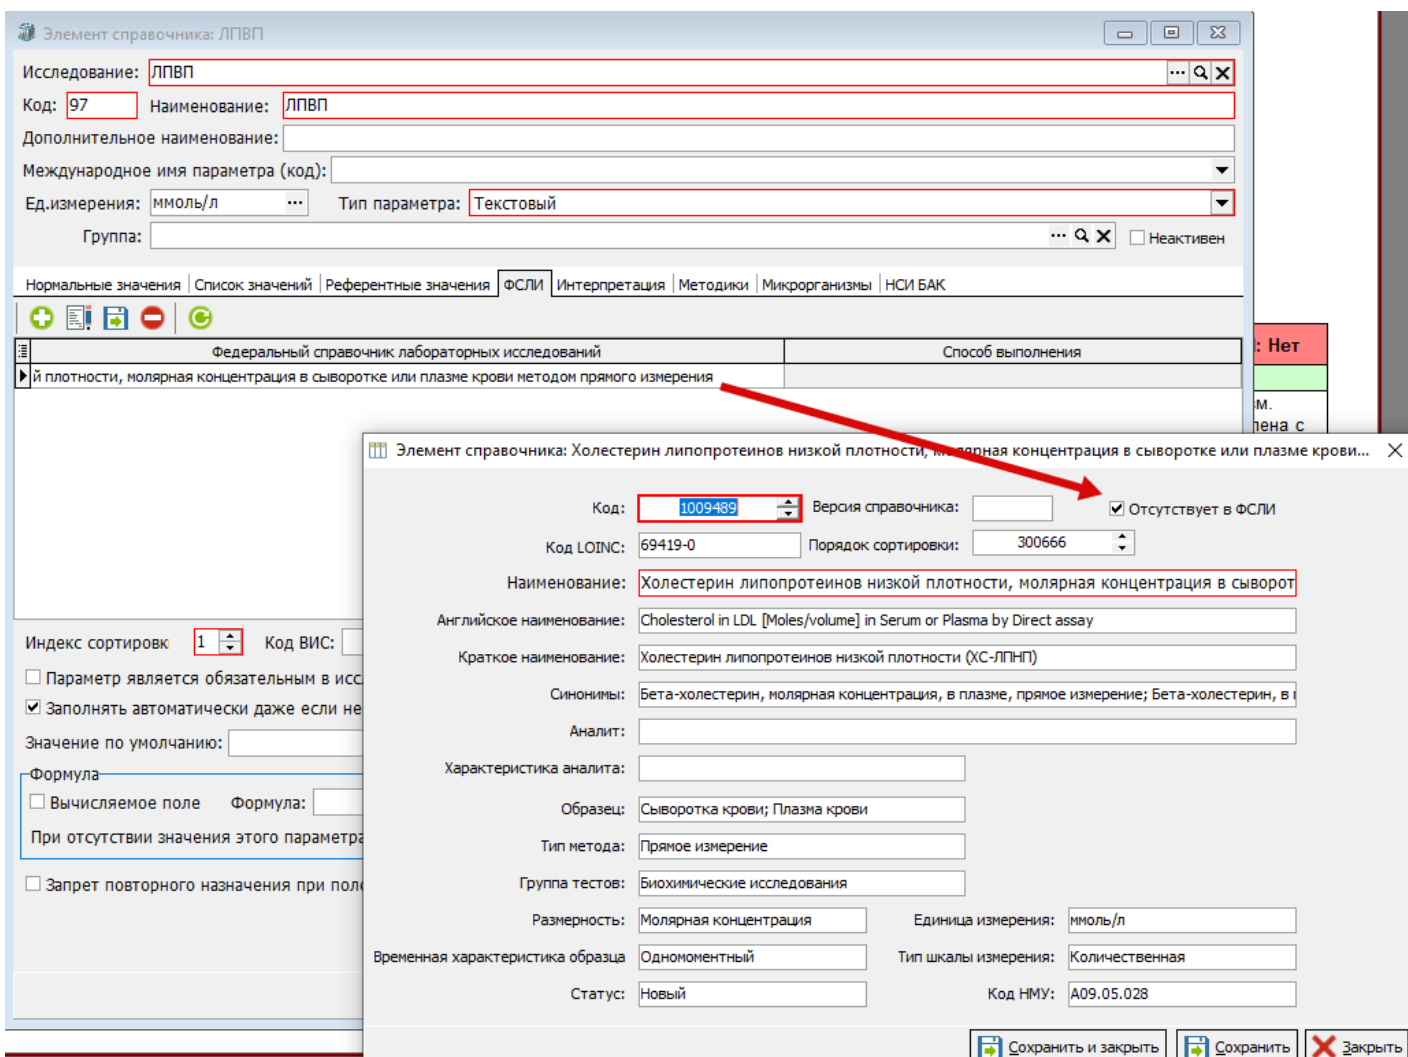 Элемент справочника: ЛПВП
Исследование: ЛПВП
Код: 97 Наименование: ЛПВП
Дополнительное наименование:
Международное имя параметра (код):
Ед.измерения: ммоль/л ... Тип параметра: Текстовый
Группа: ... Неактивен
Нормальные значения Список значений Референтные значения ФСЛИ Интерпретация Методики Микроорганизмы НСИ БАК
Федеральный справочник лабораторных исследований Способ выполнения
: Нет
й плотности, молярная концентрация в сыворотке или плазме крови методом прямого измерения
зм.
лена с
Элемент справочника: Холестерин липопротеинов низкой плотности, молярная концентрация в сыворотке или плазме крови...
Код: 1009489 Версия справочника: Отсутствует в ФСЛИ
Код LOINC: 69419-0 Порядок сортировки: 300666
Наименование: Холестерин липопротеинов низкой плотности, молярная концентрация в сыворот
Английское наименование: Cholesterol in LDL [Moles/volume] in Serum or Plasma by Direct assay
Краткое наименование: Холестерин липопротеинов низкой плотности (ХС-ЛПНП)
Синонимы: Бета-холестерин, молярная концентрация, в плазме, прямое измерение; Бета-холестерин, в
Аналит:
Характеристика аналита:
Образец: Сыворотка крови; Плазма крови
Тип метода: Прямое измерение
Группа тестов: Биохимические исследования
Размерность: Молярная концентрация Единица измерения: ммоль/л
Временная характеристика образца Одномоментный Тип шкалы измерения: Количественная
Статус: Новый Код НМУ: A09.05.028
Сохранить и закрыть Сохранить Закрыть
Индекс сортировк 1 Код ВИС:
Параметр является обязательным в исс
Заполнять автоматически даже если не
Значение по умолчанию:
Формула
Вычисляемое поле Формула:
При отсутствии значения этого параметра
Запрет повторного назначения при пол